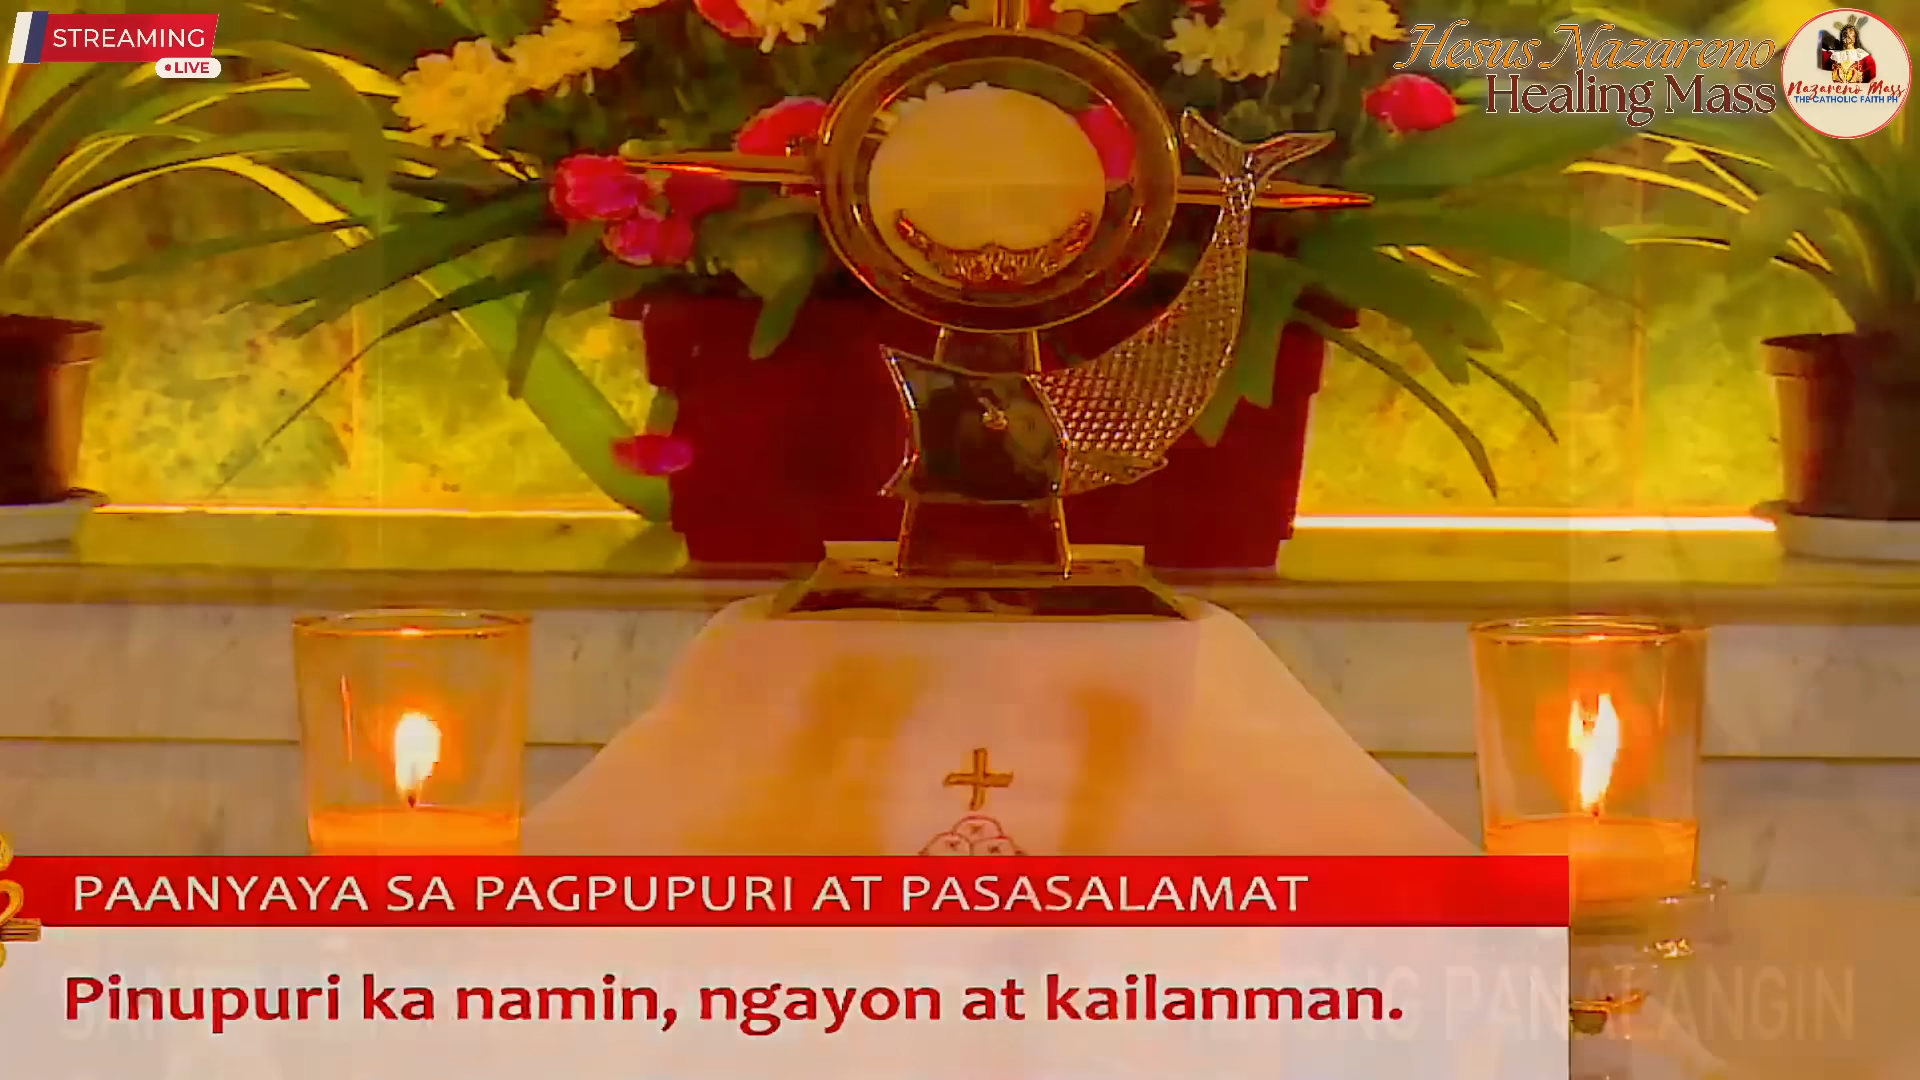 STREAMING
• LIVE
Hesus Nazareno
Healing Mass
Nazareno Mass
THE CATHOLIC FAITH PH
PAANYAYA SA PAGPUPURI AT PASASALAMAT
Pinupuri ka namin, ngayon at kailanman.
PANALANGIN